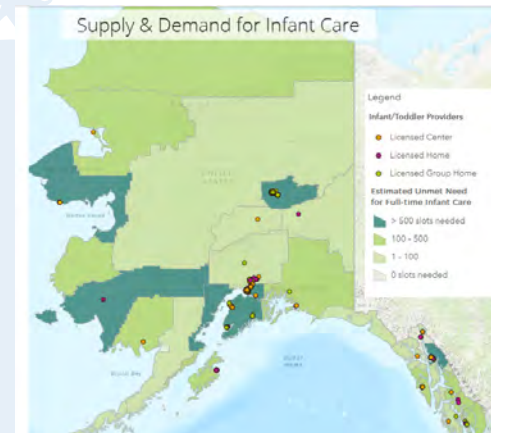 Supply & Demand for Infant Care
Legend
Infant/Toddler Providers
Licensed Center
Licensed Home
Licensed Group Home
Estimated Unmet Need
for Full-time Infant Care
> 500 slots needed
100 - 500
1 - 100
0 slots needed